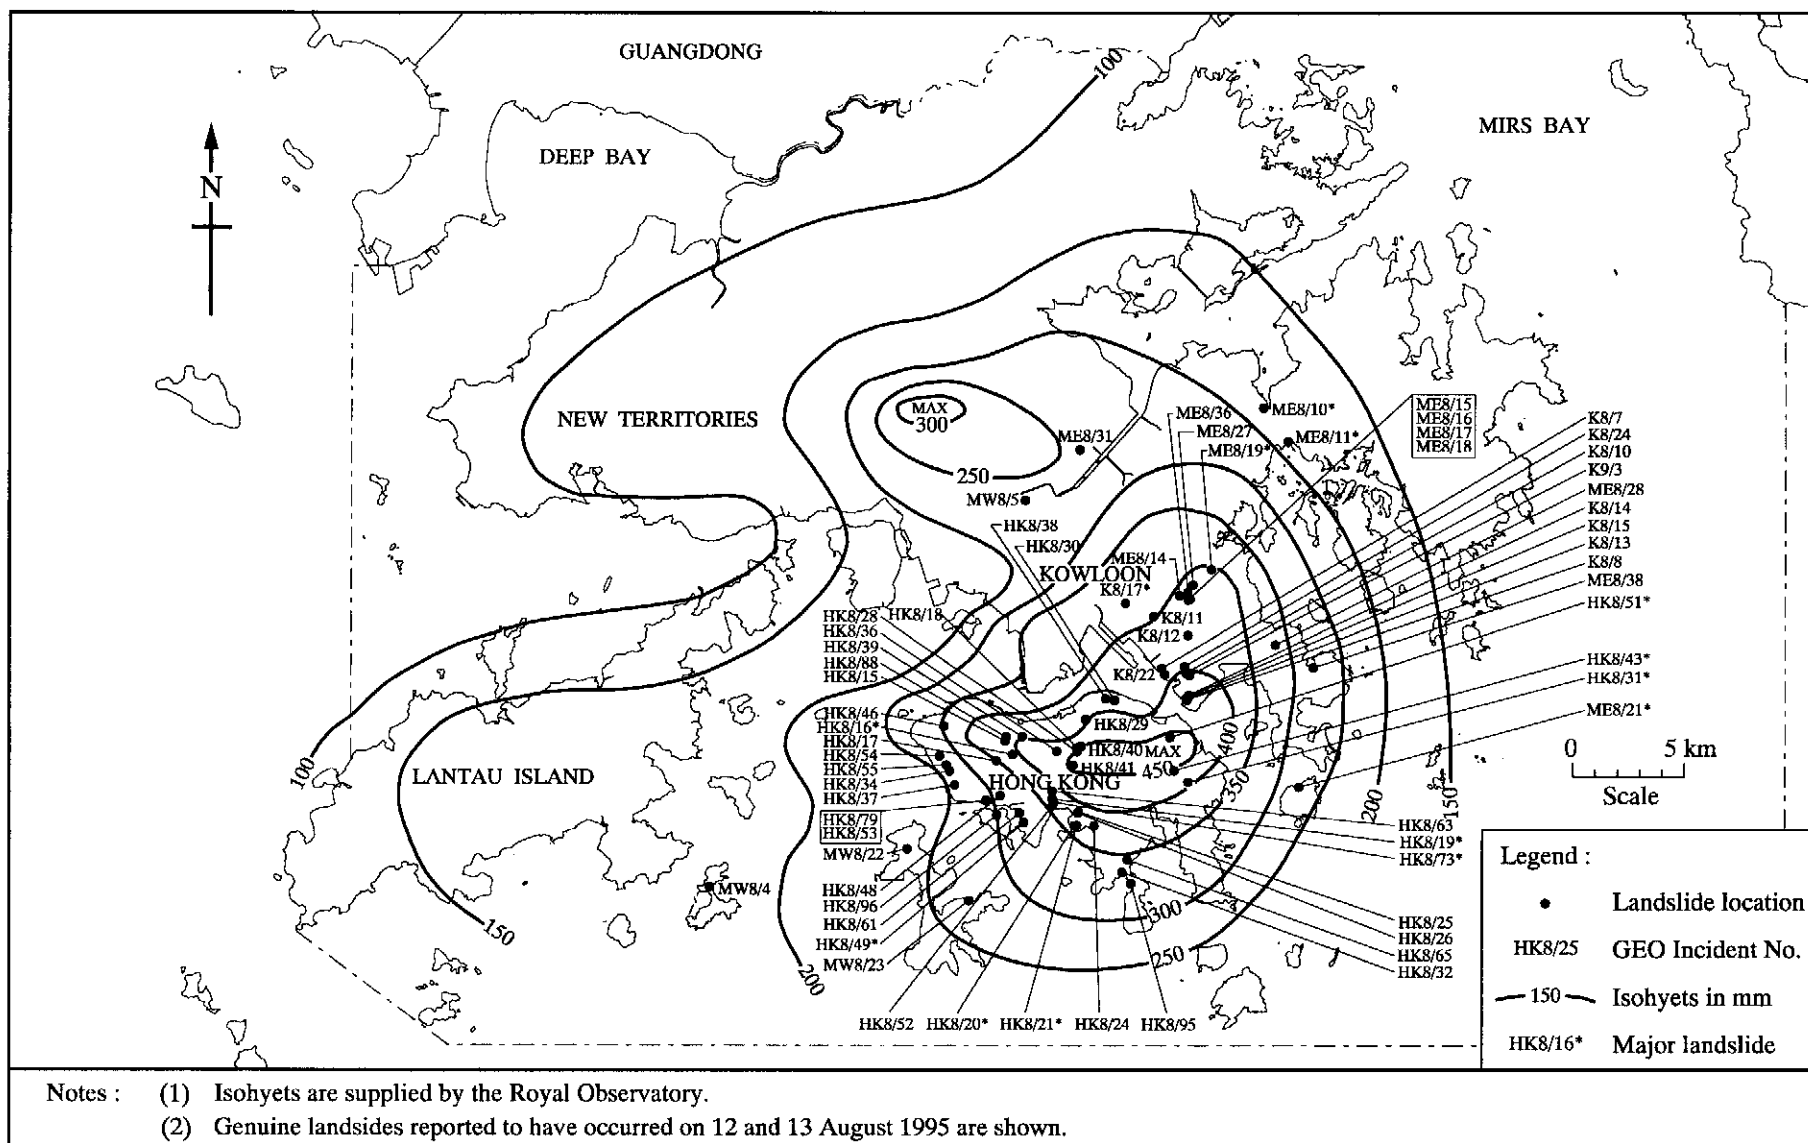 GUANGDONG
100
MIRS BAY
DEEP BAY
N
MAX
300
NEW TERRITORIES
250
ME8/31
MW8/5
ME8/36
ME8/27
ME8/19*
ME8/10*
ME8/11*
ME8/15
ME8/16
ME8/17
ME8/18
K8/7
K8/24
K8/10
K9/3
ME8/28
K8/14
K8/15
K8/13
K8/8
ME8/38
HK8/51*
HK8/38
HK8/30
ME8/14
KOWLOON
K8/17*
K8/11
K8/12
K8/22
HK8/28
HK8/18
HK8/36
HK8/39
HK8/88
HK8/15
HK8/43*
HK8/31*
ME8/21*
HK8/46
HK8/16*
HK8/17
HK8/54
HK8/55
HK8/34
HK8/37
HK8/79
HK8/53
MW8/22
HK8/29
HK8/40
MAX
HK8/41
450
400
350
HONG KONG
100
LANTAU ISLAND
200
150
0 5 km
Scale
MW8/4
HK8/48
HK8/96
HK8/61
HK8/49*
MW8/23
HK8/63
HK8/19*
HK8/73*
300
250
150
200
HK8/25
HK8/26
HK8/65
HK8/32
HK8/52 HK8/20* HK8/21* HK8/24 HK8/95
Legend :
Landslide location
HK8/25 GEO Incident No.
150 Isohyets in mm
HK8/16* Major landslide
Notes : (1) Isohyets are supplied by the Royal Observatory.
(2) Genuine landsides reported to have occurred on 12 and 13 August 1995 are shown.